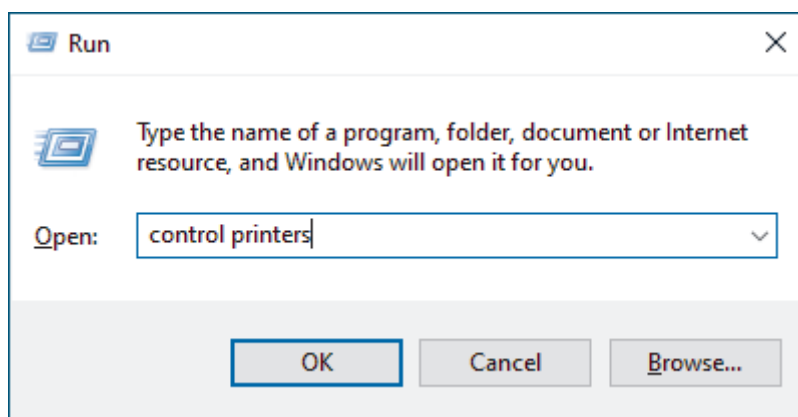 Run
Type the name of a program, folder, document or Internet
resource, and Windows will open it for you.
Open: control printers
OK Cancel Browse...